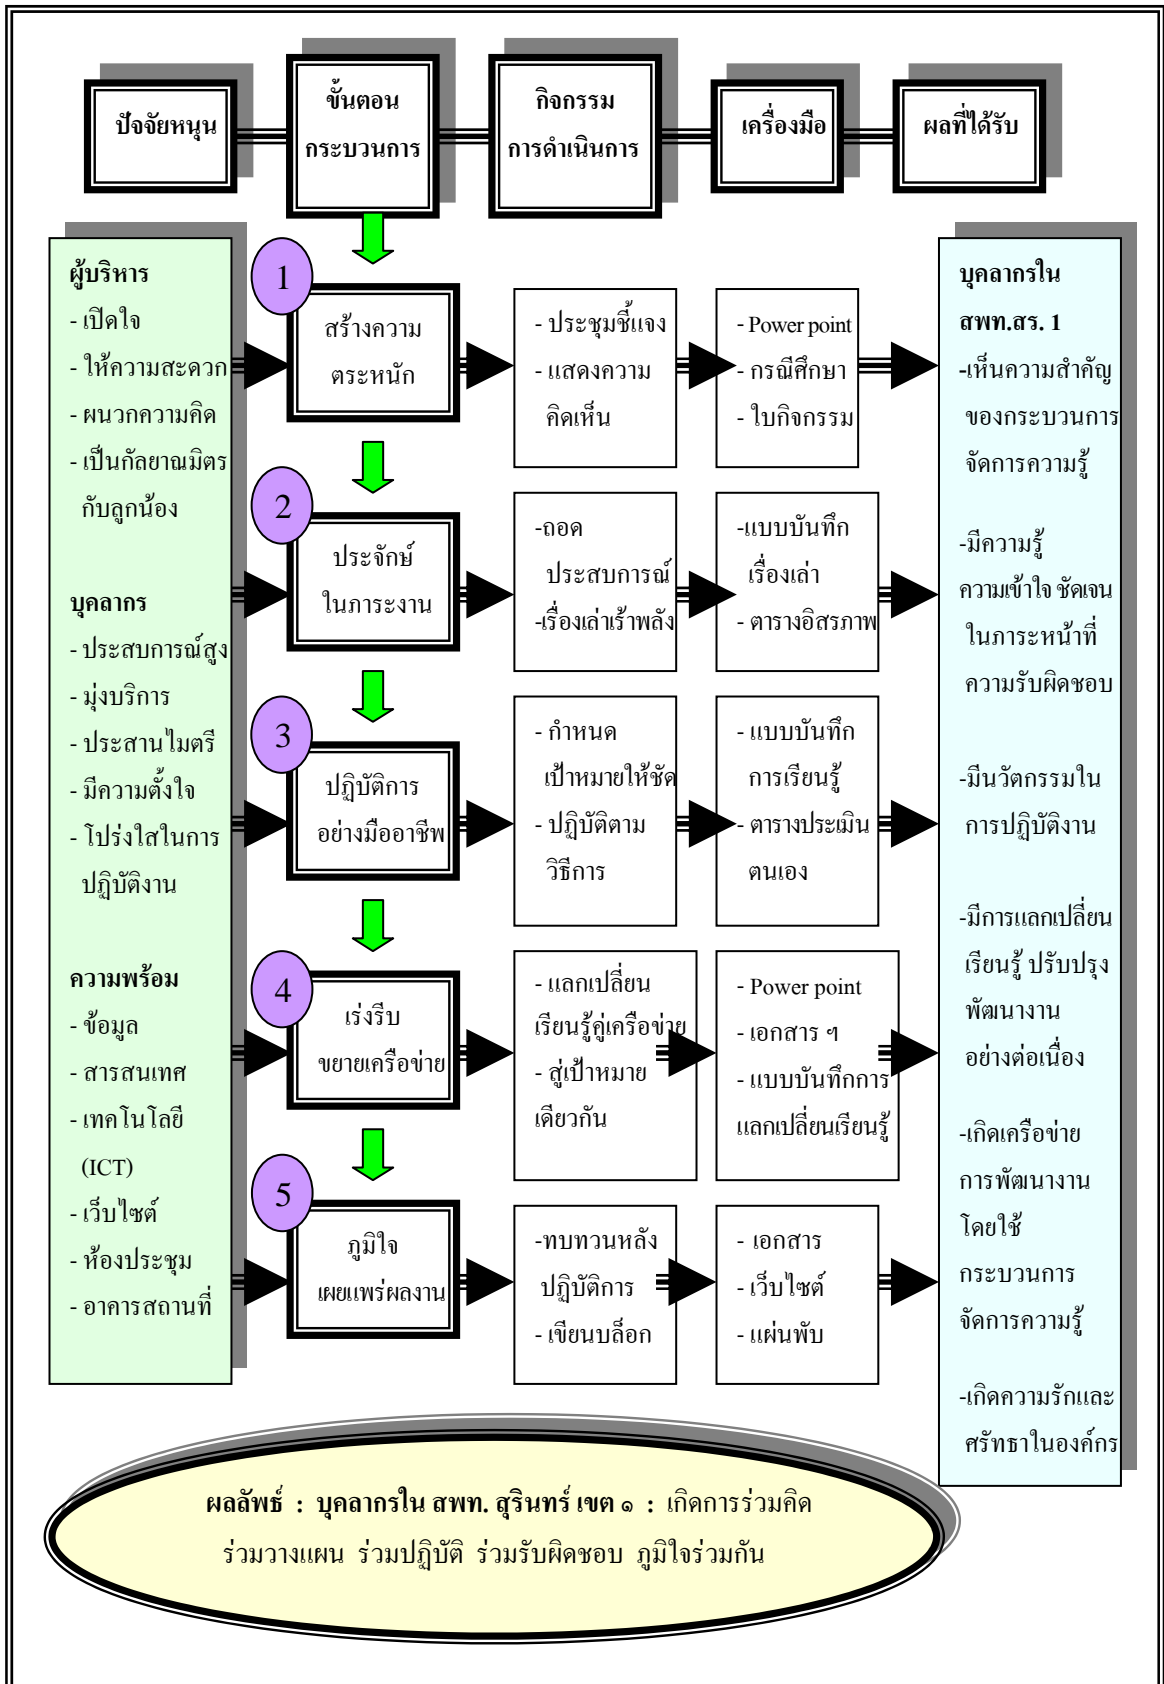 ปัจจัยหนุน
ขั้นตอน
กระบวนการ
กิจกรรม
การดำเนินการ
เครื่องมือ
ผลที่ได้รับ
ผู้บริหาร
- เปิดใจ
- ให้ความสะดวก
- ผนวกความคิด
- เป็นกัลยาณมิตร
กับลูกน้อง
บุคลากร
- ประสบการณ์สูง
- มุ่งบริการ
- ประสานไมตรี
- มีความตั้งใจ
- โปร่งใสในการ
ปฏิบัติงาน
ความพร้อม
- ข้อมูล
- สารสนเทศ
- เทคโนโลยี
(ICT)
- เว็บไซต์
- ห้องประชุม
- อาคารสถานที่
1
สร้างความ
ตระหนัก
- ประชุมชี้แจง
- แสดงความ
คิดเห็น
- Power point
- กรณีศึกษา
- ใบกิจกรรม
2
ประจักษ์
ในภาระงาน
-ถอด
ประสบการณ์
-เรื่องเล่าเร้าพลัง
-แบบบันทึก
เรื่องเล่า
- ตารางอิสรภาพ
3
ปฏิบัติการ
อย่างมืออาชีพ
- กำหนด
เป้าหมายให้ชัด
- ปฏิบัติตาม
วิธีการ
- แบบบันทึก
การเรียนรู้
- ตารางประเมิน
ตนเอง
4
เร่งรีบ
ขยายเครือข่าย
- แลกเปลี่ยน
เรียนรู้คู่เครือข่าย
- สู่เป้าหมาย
เดียวกัน
- Power point
- เอกสาร ฯ
- แบบบันทึกการ
แลกเปลี่ยนเรียนรู้
5
ภูมิใจ
เผยแพร่ผลงาน
-ทบทวนหลัง
ปฏิบัติการ
- เขียนบล็อก
- เอกสาร
- เว็บไซต์
- แผ่นพับ
บุคลากรใน
สพท.สร. 1
-เห็นความสำคัญ
ของกระบวนการ
จัดการความรู้
-มีความรู้
ความเข้าใจ ชัดเจน
ในภาระหน้าที่
ความรับผิดชอบ
-มีนวัตกรรมใน
การปฏิบัติงาน
-มีการแลกเปลี่ยน
เรียนรู้ ปรับปรุง
พัฒนางาน
อย่างต่อเนื่อง
-เกิดเครือข่าย
การพัฒนางาน
โดยใช้
กระบวนการ
จัดการความรู้
-เกิดความรักและ
ศรัทธาในองค์กร
ผลลัพธ์ : บุคลากรใน สพท. สุรินทร์ เขต ๑ : เกิดการร่วมคิด
ร่วมวางแผน ร่วมปฏิบัติ ร่วมรับผิดชอบ ภูมิใจร่วมกัน